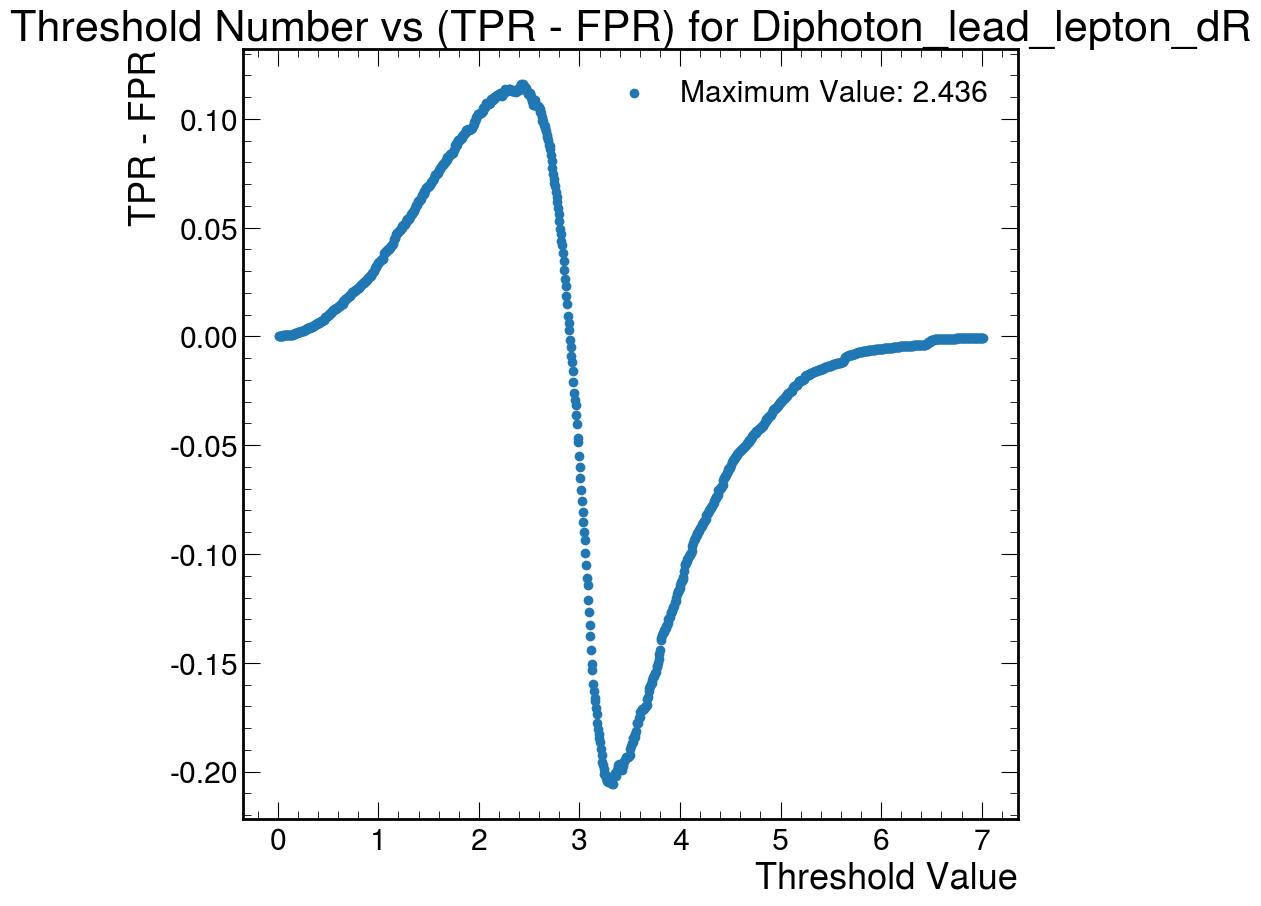 Threshold Number vs (TPR - FPR) for Diphoton_lead_lepton_dR
TPR - FPR
Maximum Value: 2.436
0.10
0.05
0.00
-0.05
-0.10
-0.15
-0.20
0 1 2 3 4 5 6 7
Threshold Value